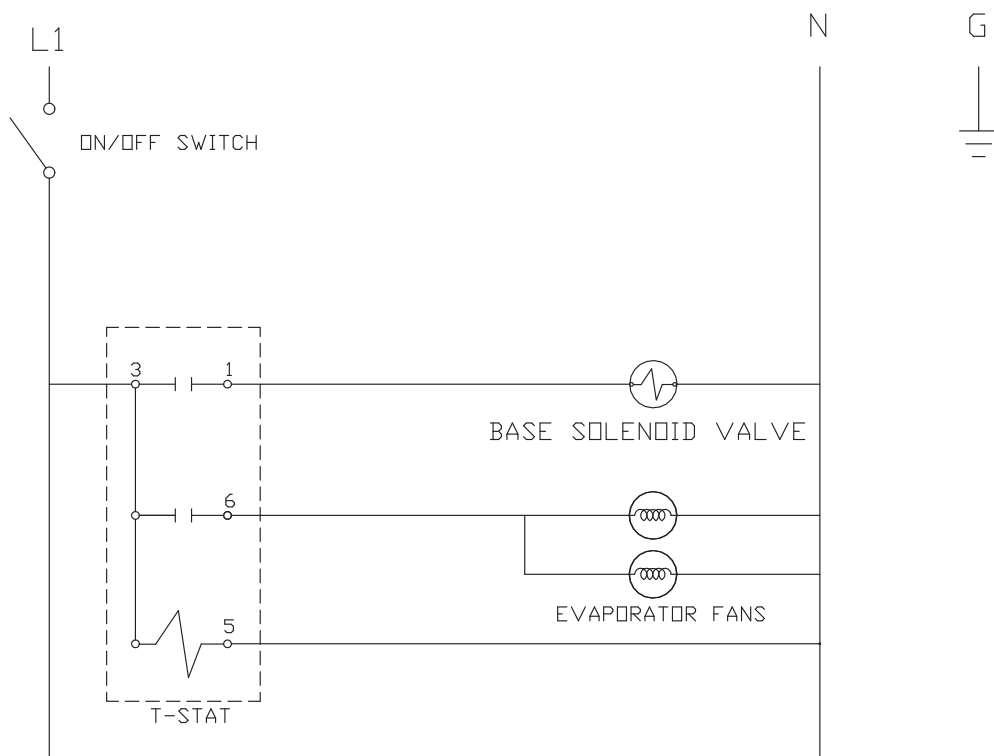 L1
N
G
ON/OFF SWITCH
3
1
BASE SOLENOID VALVE
6
EVAPORATOR FANS
5
T-STAT